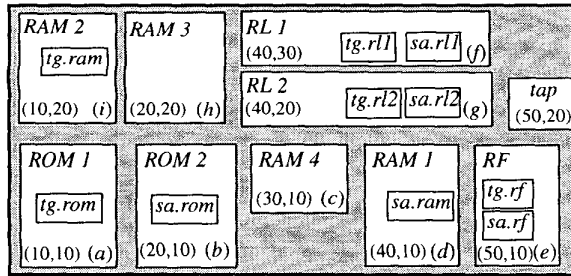 RAM 2
tg.ram
(10,20) (i)
RAM 3
(20,20) (h)
RL 1
(40,30)
tg.rl1
sa.rl1
(f)
RL 2
(40,20)
tg.rl2
sa.rl2
(g)
tap
(50,20)
ROM 1
tg.rom
(10,10) (a)
ROM 2
sa.rom
(20,10) (b)
RAM 4
(30,10) (c)
RAM 1
sa.ram
(40,10) (d)
RF
tg.rf
sa.rf
(50,10) (e)